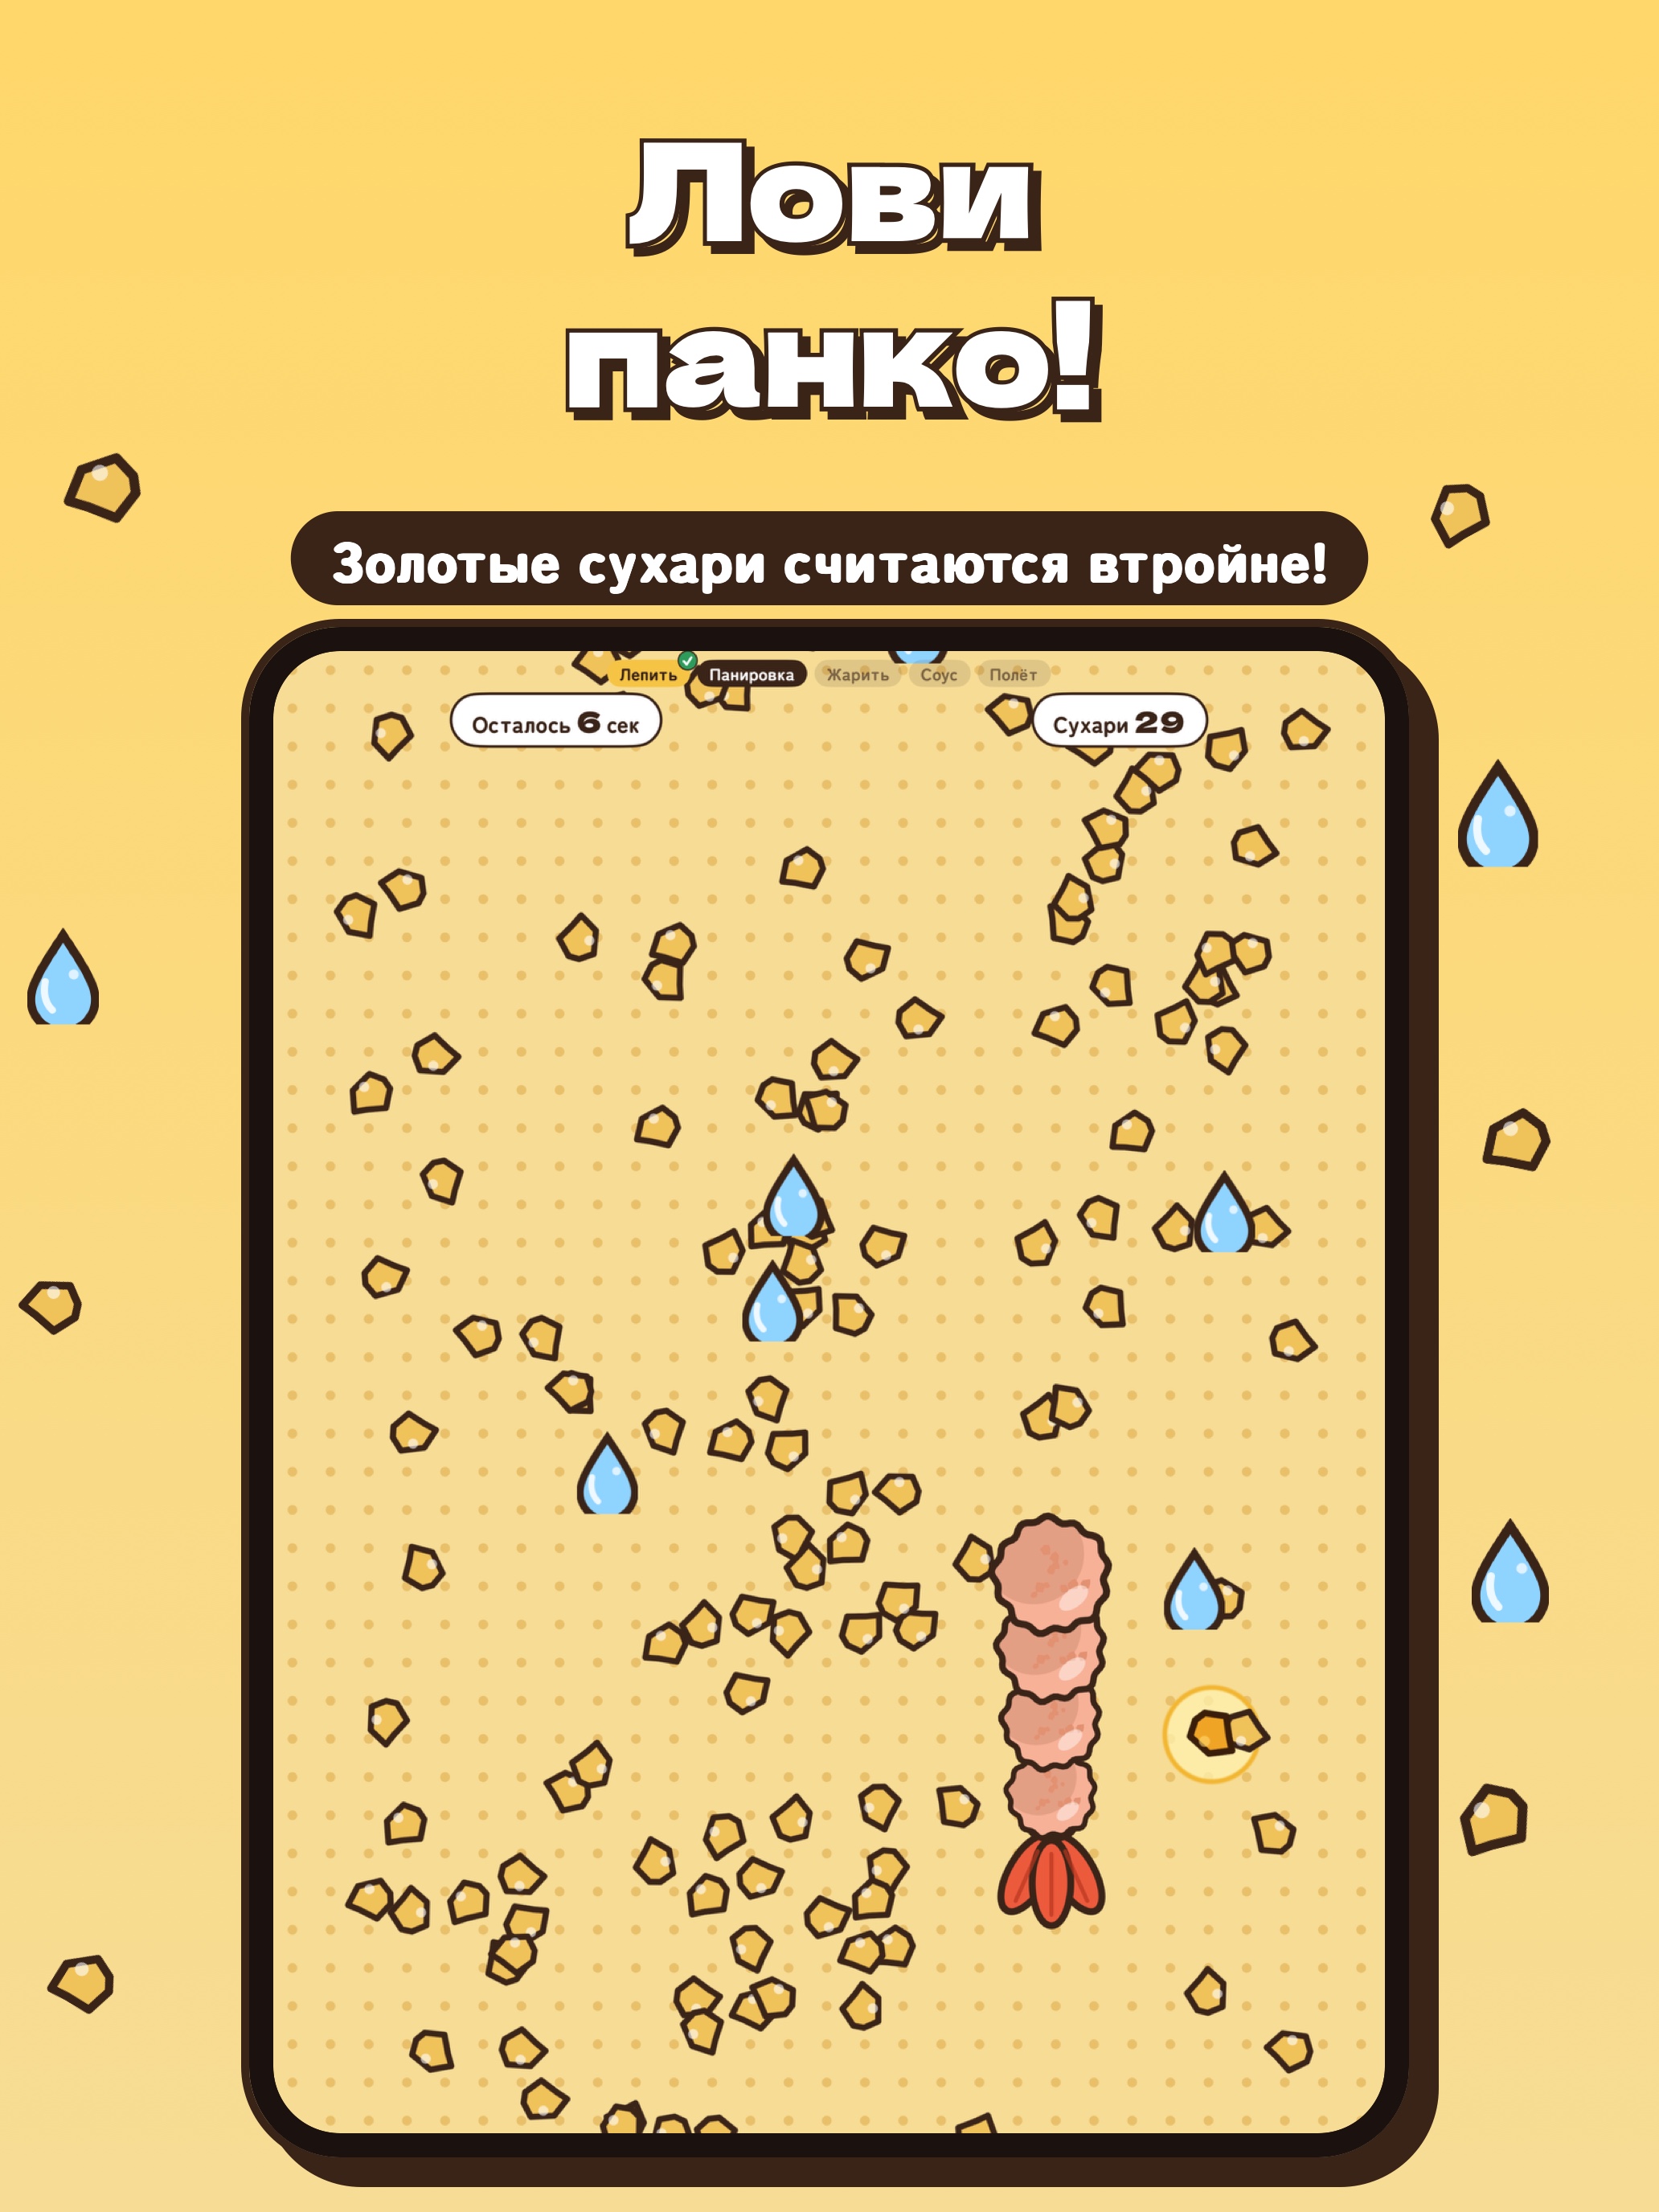 Лови
панко!
Золотые сухари считаются втройне!
Лепить Панировка Жарить Соус Полёт
Осталось 6 сек Сухари 29